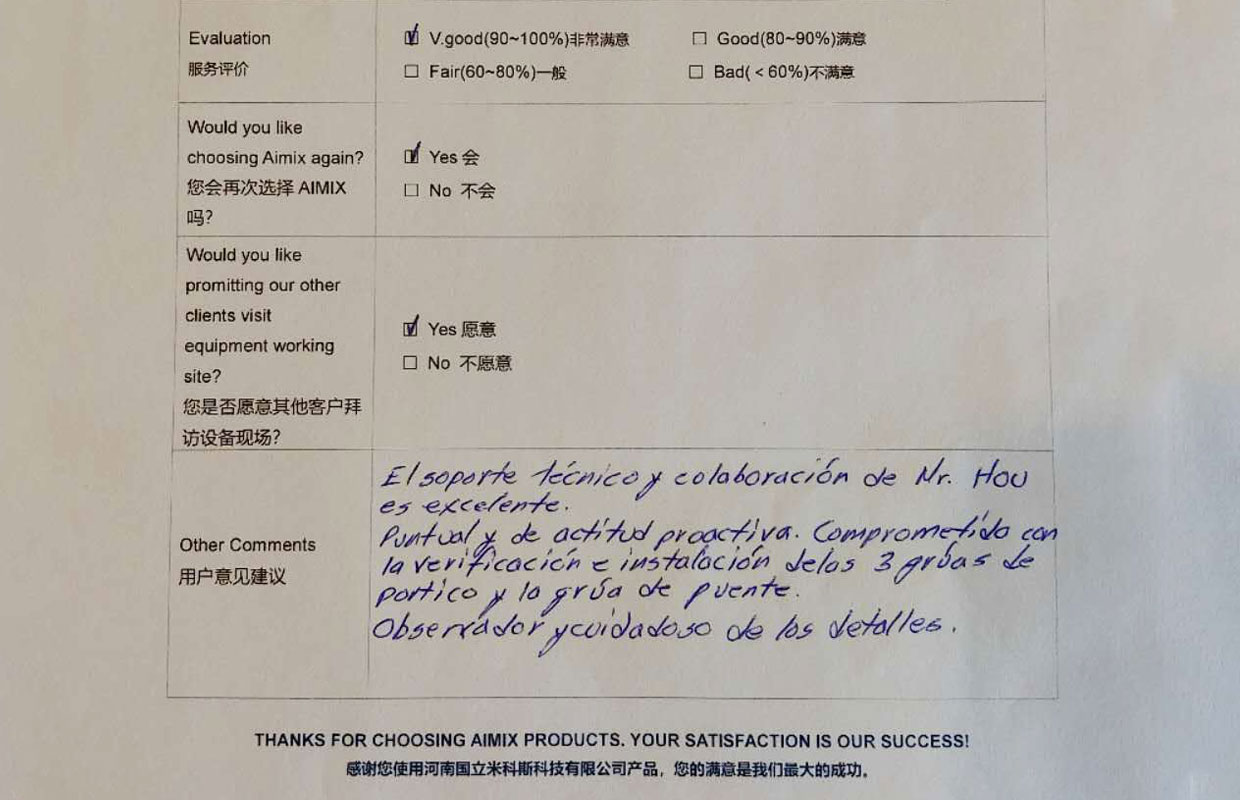 Evaluation
服务评价
☑ V.good(90~100%)非常满意 ☐ Good(80~90%)满意
☐ Fair(60~80%)一般 ☐ Bad( < 60%)不满意
Would you like
choosing Aimix again?
您会再次选择 AIMIX
吗?
☑ Yes 会
☐ No 不会
Would you like
promitting our other
clients visit
equipment working
site?
您是否愿意其他客户拜
访设备现场?
☑ Yes 愿意
☐ No 不愿意
Other Comments
用户意见建议
El soporte técnico y colaboración de Mr. Hou
es excelente.
Puntual y de actitud proactiva. Comprometido con
la verificación e instalación delas 3 grúas de
portico y la grúa de puente.
Observador y cuidadoso de los detalles.
THANKS FOR CHOOSING AIMIX PRODUCTS. YOUR SATISFACTION IS OUR SUCCESS!
感谢您使用河南国立米科斯科技有限公司产品，您的满意是我们最大的成功。